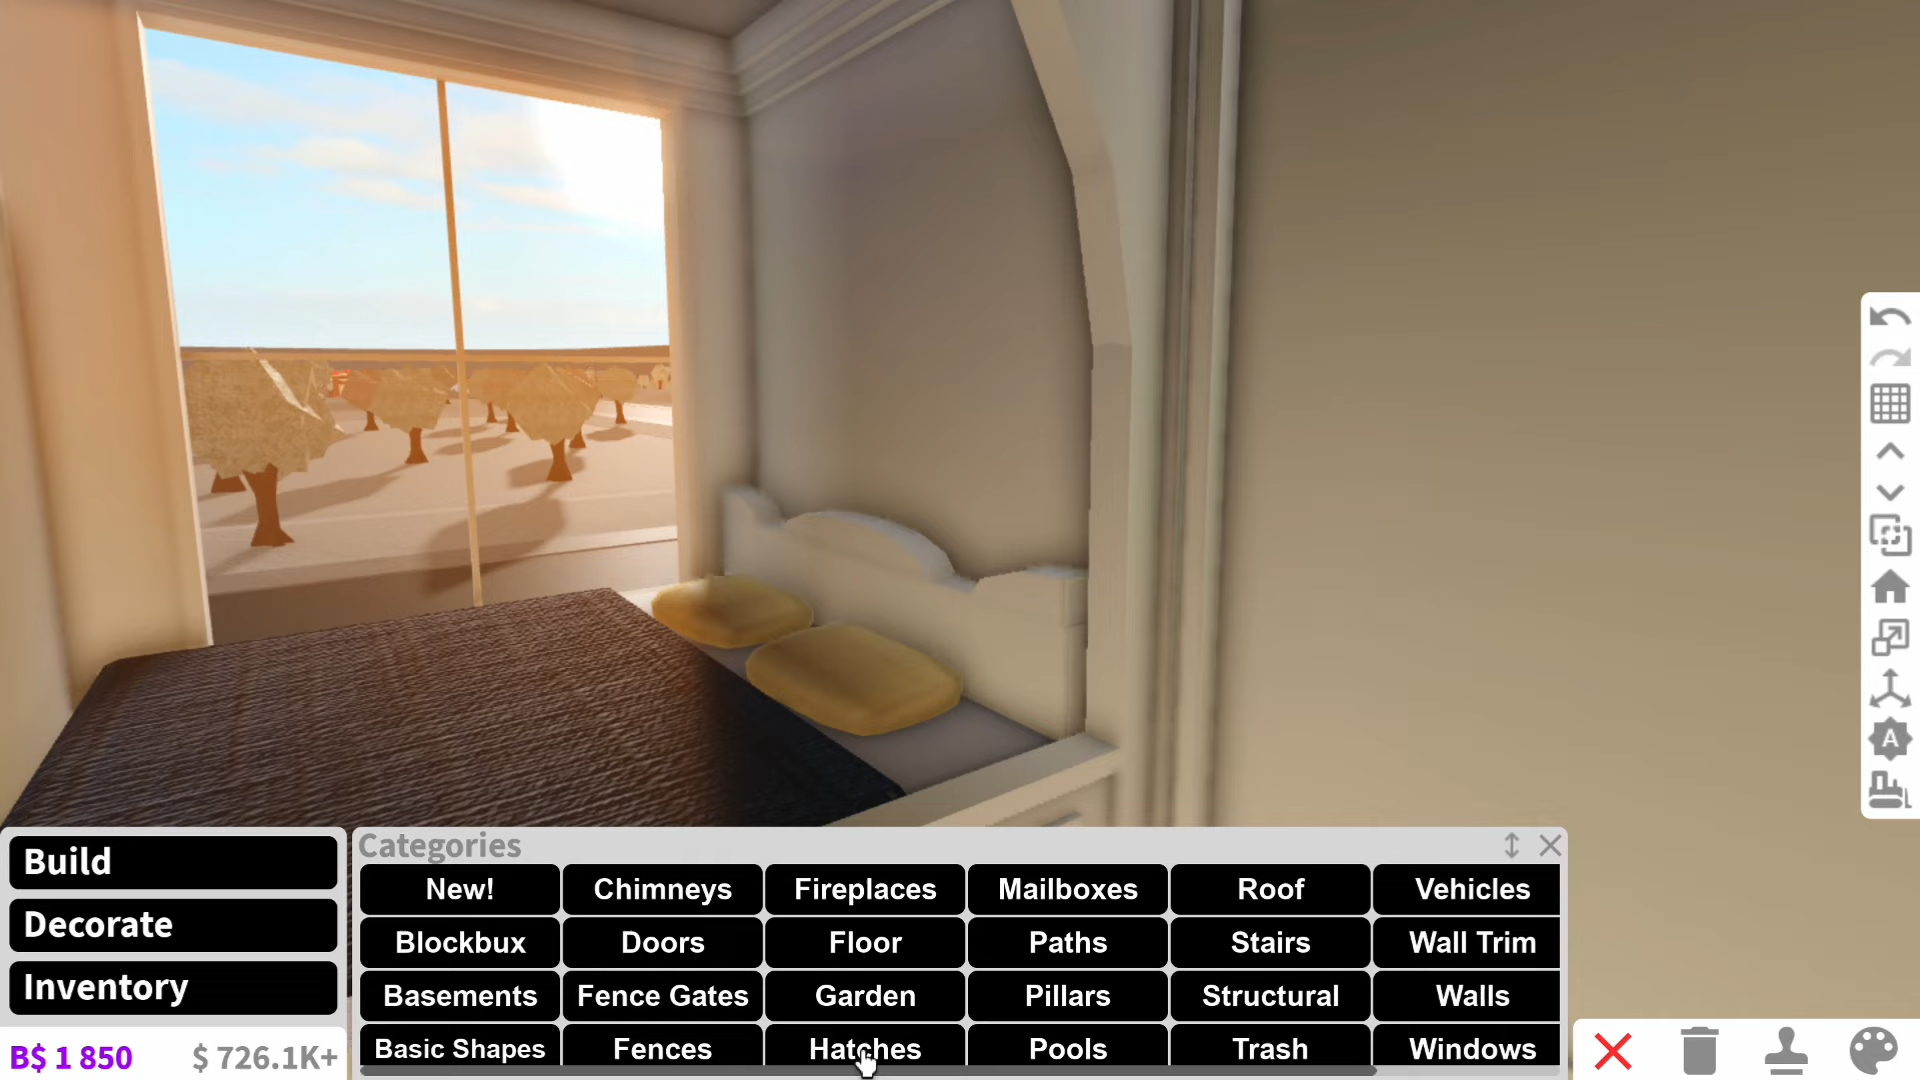 Build
Decorate
Inventory
B$ 1 850 $ 726.1K+
Categories
New! Chimneys Fireplaces Mailboxes Roof Vehicles
Blockbux Doors Floor Paths Stairs Wall Trim
Basements Fence Gates Garden Pillars Structural Walls
Basic Shapes Fences Hatches Pools Trash Windows
A